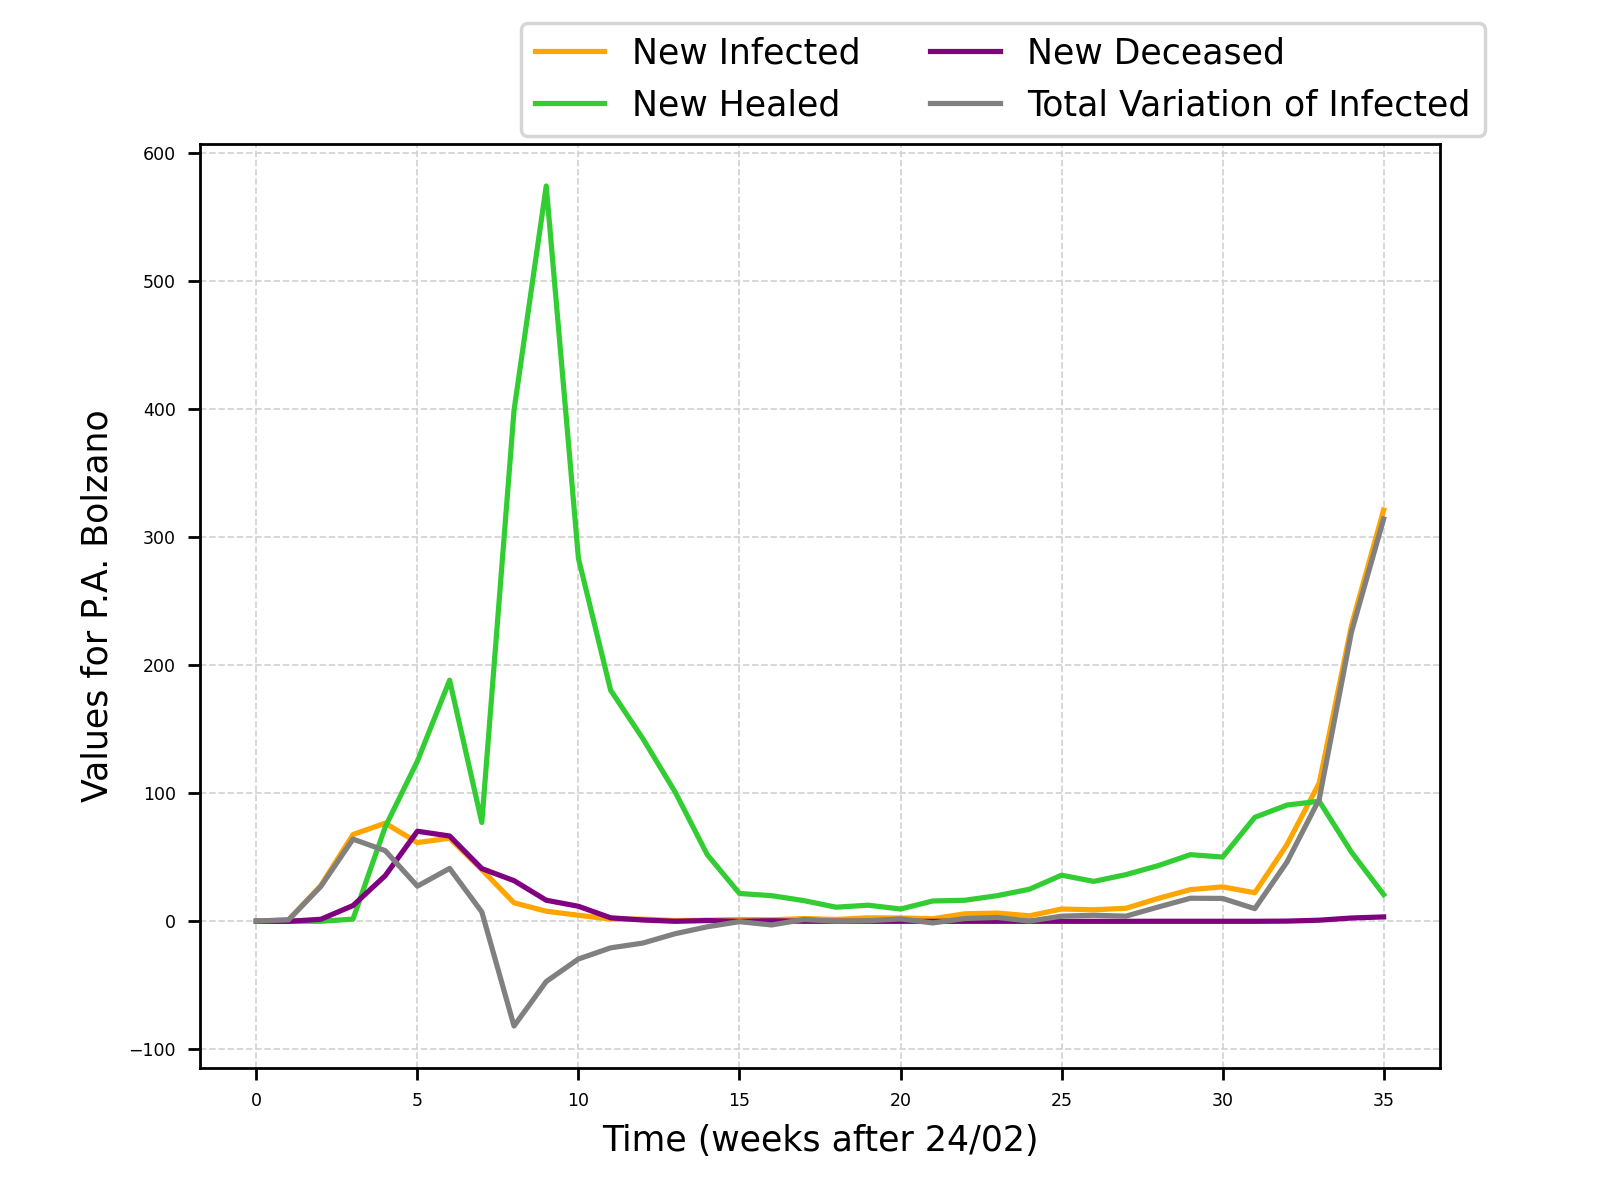 New Infected
New Healed
New Deceased
Total Variation of Infected
600
500
400
300
200
100
0
−100
Values for P.A. Bolzano
0 5 10 15 20 25 30 35
Time (weeks after 24/02)